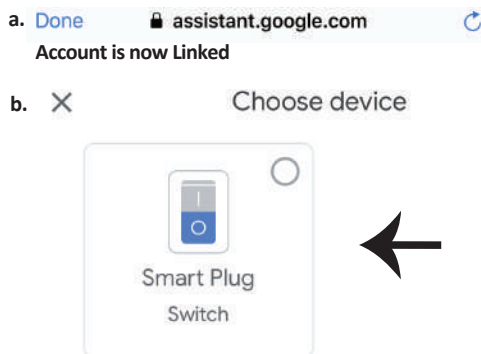 a. Done assistant.google.com
Account is now Linked
b. Choose device
Smart Plug
Switch